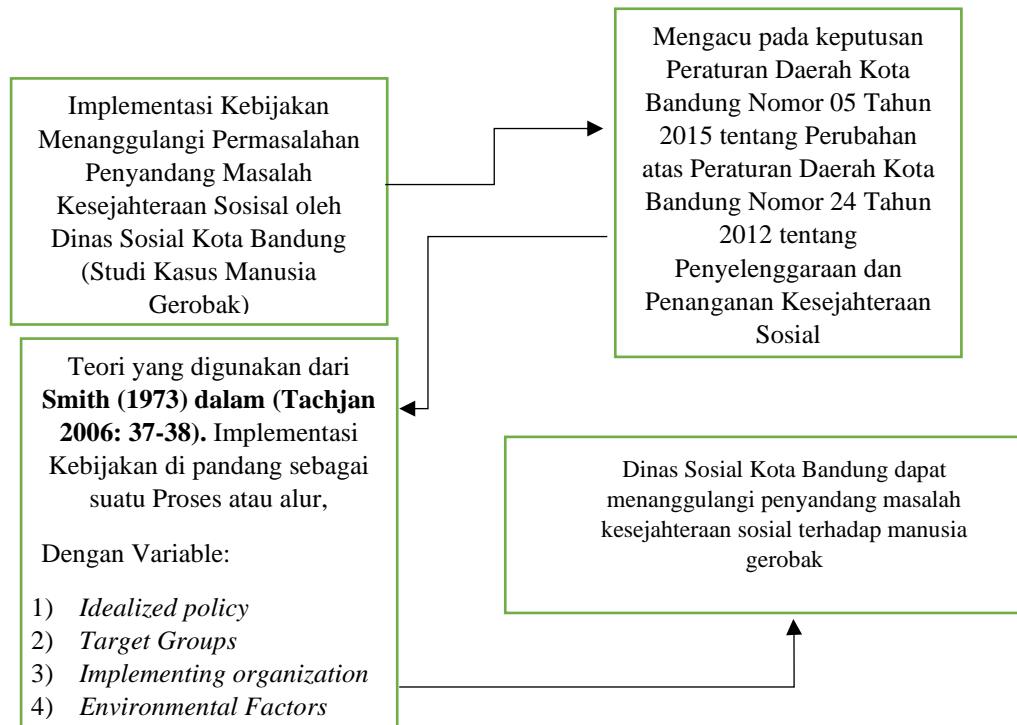 Implementasi Kebijakan
Menanggulangi Permasalahan
Penyandang Masalah
Kesejahteraan Sosisal oleh
Dinas Sosial Kota Bandung
(Studi Kasus Manusia
Gerobak)
Mengacu pada keputusan
Peraturan Daerah Kota
Bandung Nomor 05 Tahun
2015 tentang Perubahan
atas Peraturan Daerah Kota
Bandung Nomor 24 Tahun
2012 tentang
Penyelenggaraan dan
Penanganan Kesejahteraan
Sosial
Teori yang digunakan dari
Smith (1973) dalam (Tachjan
2006: 37-38). Implementasi
Kebijakan di pandang sebagai
suatu Proses atau alur,
Dengan Variable:
1) Idealized policy
2) Target Groups
3) Implementing organization
4) Environmental Factors
Dinas Sosial Kota Bandung dapat
menanggulangi penyandang masalah
kesejahteraan sosial terhadap manusia
gerobak